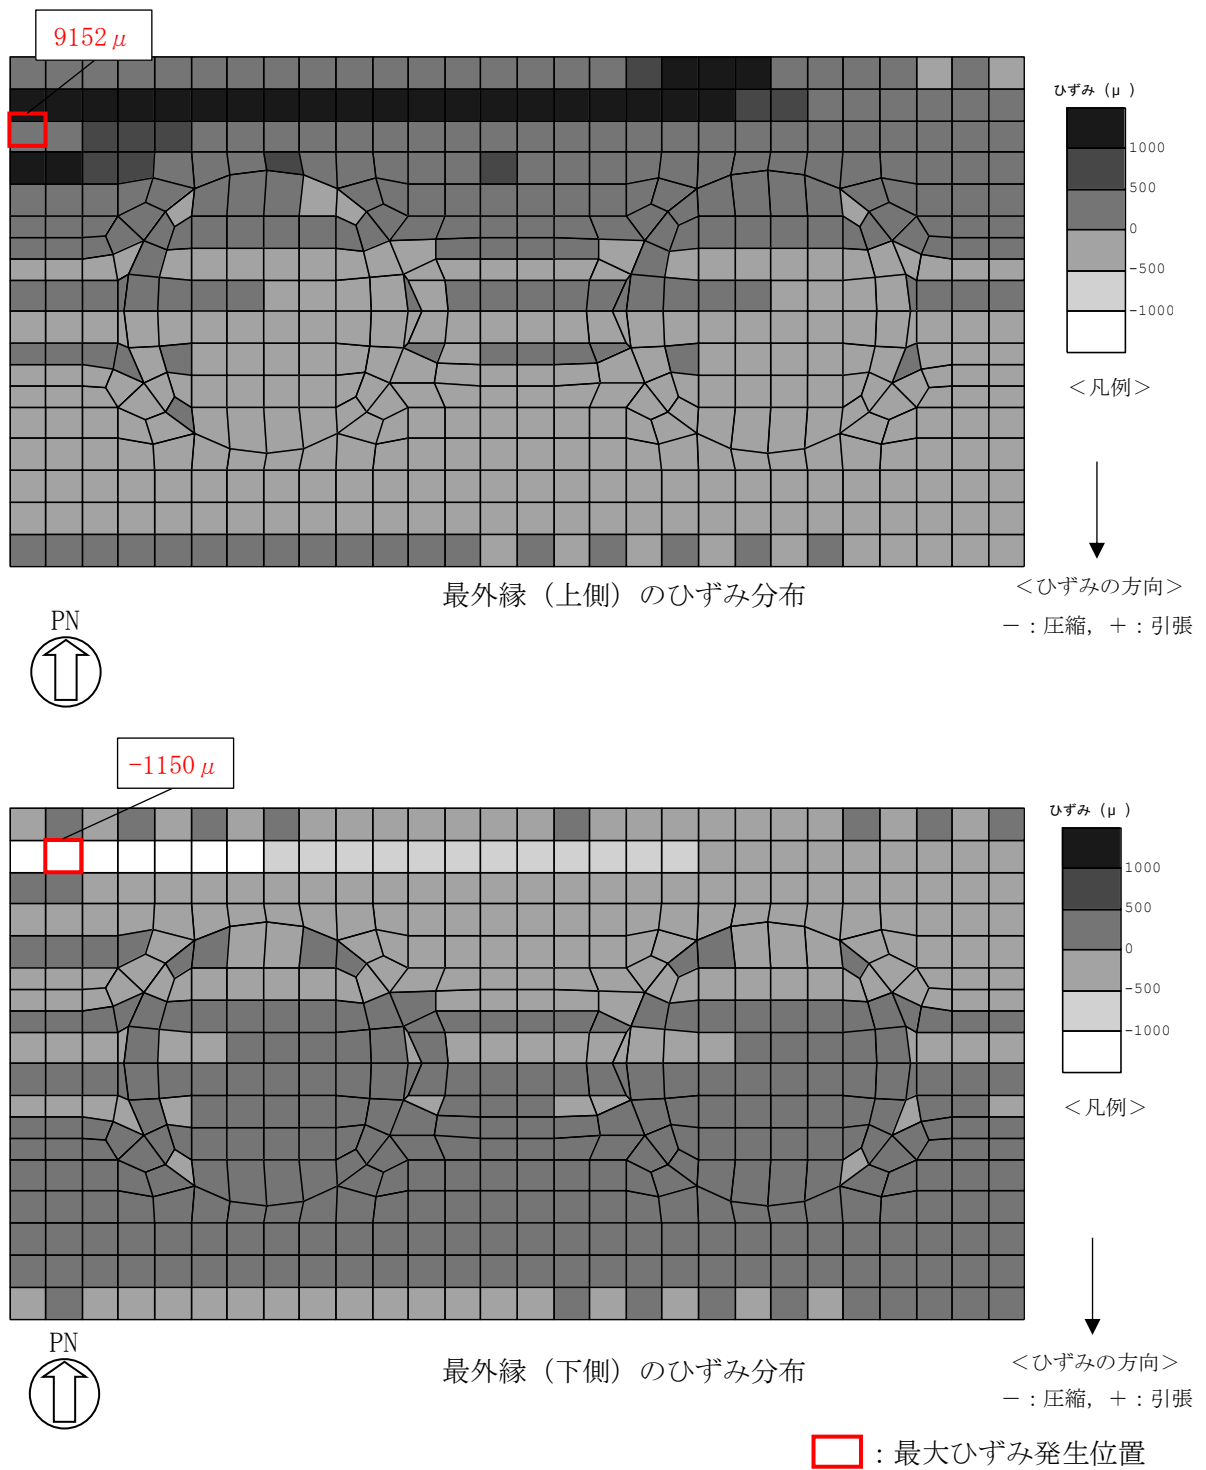 9152μ
ひずみ (μ )
1000
500
0
-500
-1000
＜凡例＞
最外縁（上側）のひずみ分布
＜ひずみの方向＞
－：圧縮，＋：引張
PN
-1150μ
ひずみ (μ )
1000
500
0
-500
-1000
＜凡例＞
PN
最外縁（下側）のひずみ分布
＜ひずみの方向＞
－：圧縮，＋：引張
：最大ひずみ発生位置